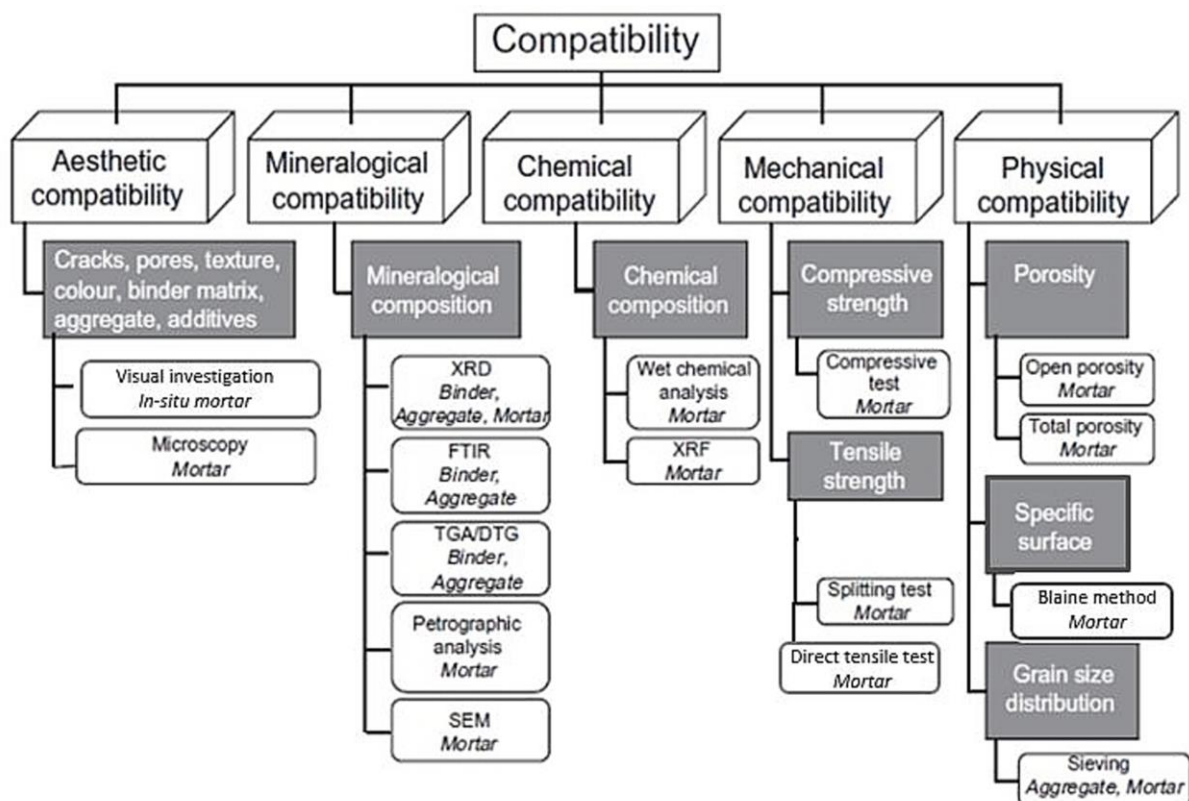 Compatibility
Aesthetic
compatibility
Mineralogical
compatibility
Chemical
compatibility
Mechanical
compatibility
Physical
compatibility
Cracks, pores, texture,
colour, binder matrix,
aggregate, additives
Visual investigation
In-situ mortar
Microscopy
Mortar
Mineralogical
composition
XRD
Binder,
Aggregate, Mortar
FTIR
Binder,
Aggregate
TGA/DTG
Binder,
Aggregate
Petrographic
analysis
Mortar
SEM
Mortar
Chemical
composition
Wet chemical
analysis
Mortar
XRF
Mortar
Compressive
strength
Compressive
test
Mortar
Tensile
strength
Splitting test
Mortar
Direct tensile test
Mortar
Porosity
Open porosity
Mortar
Total porosity
Mortar
Specific
surface
Blaine method
Mortar
Grain size
distribution
Sieving
Aggregate, Mortar